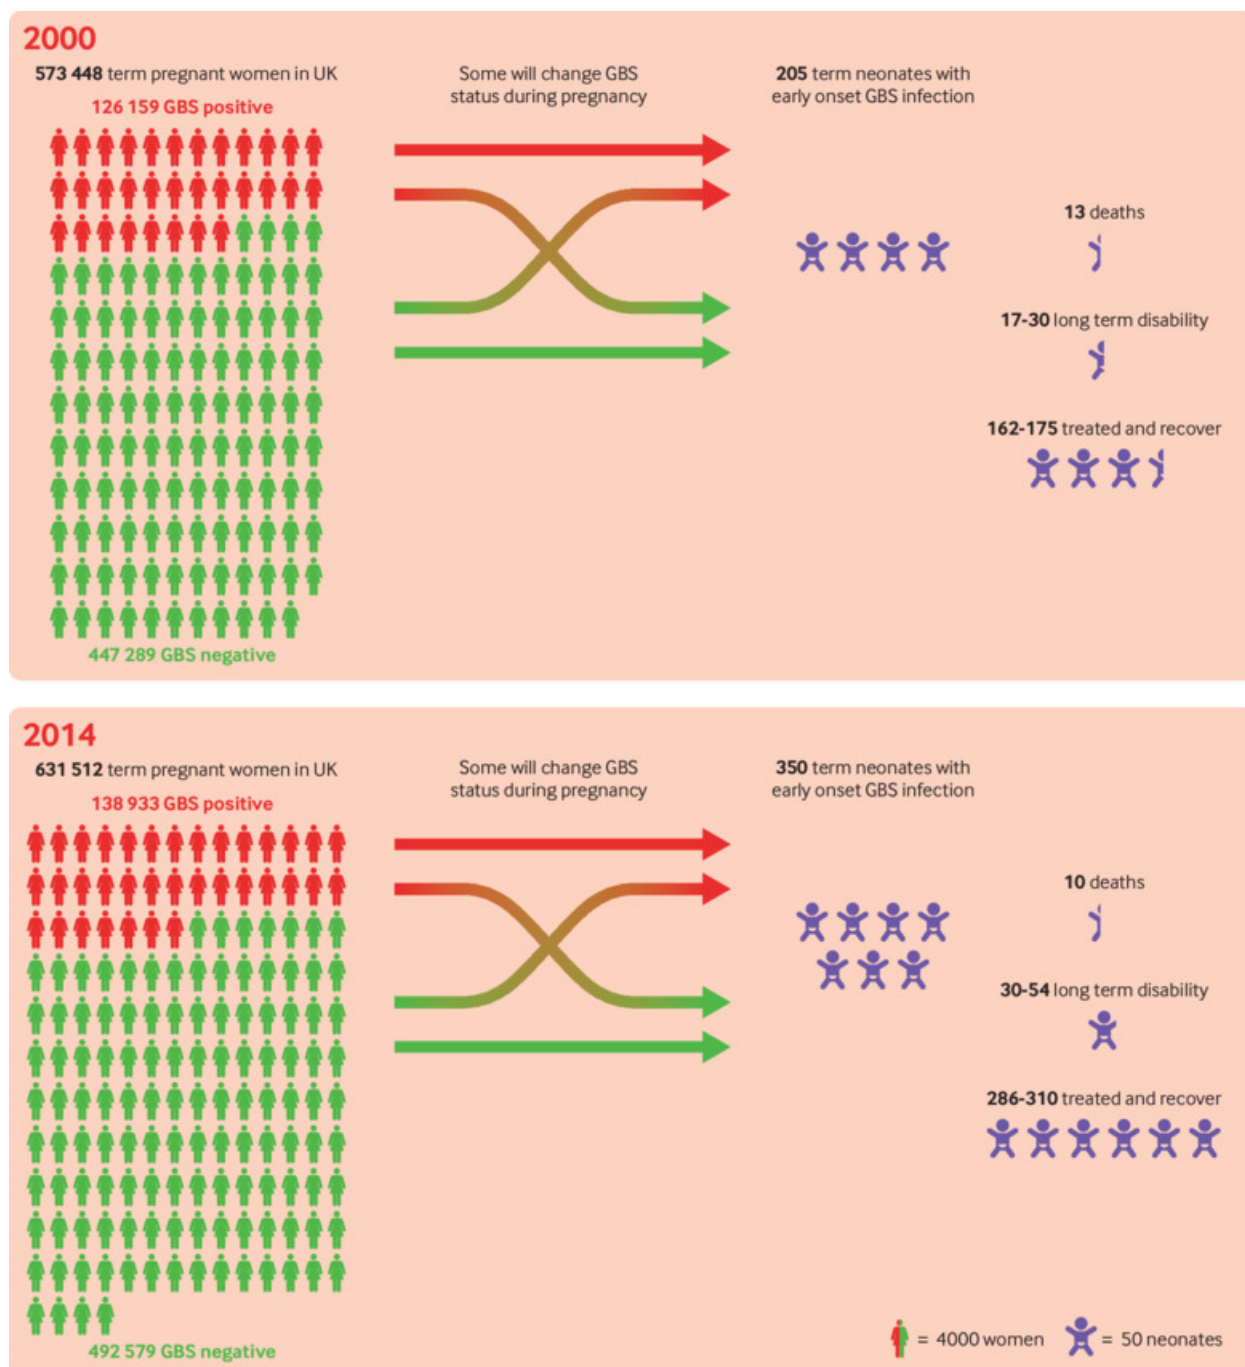 2000
573 448 term pregnant women in UK
126 159 GBS positive
447 289 GBS negative
Some will change GBS
status during pregnancy
205 term neonates with
early onset GBS infection
13 deaths
17-30 long term disability
162-175 treated and recover
2014
631 512 term pregnant women in UK
138 933 GBS positive
492 579 GBS negative
Some will change GBS
status during pregnancy
350 term neonates with
early onset GBS infection
10 deaths
30-54 long term disability
286-310 treated and recover
= 4000 women
= 50 neonates